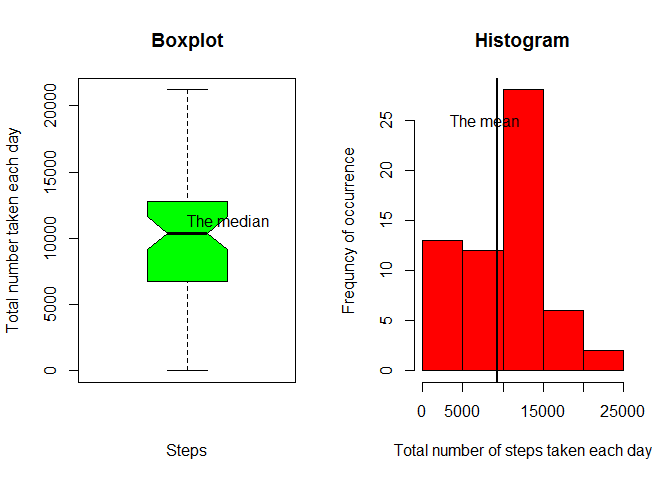 Boxplot
Total number taken each day
20000
15000
10000
5000
0
The median
Steps
Histogram
Frequncy of occurrence
25
20
15
10
5
0
The mean
0 5000 15000 25000
Total number of steps taken each day